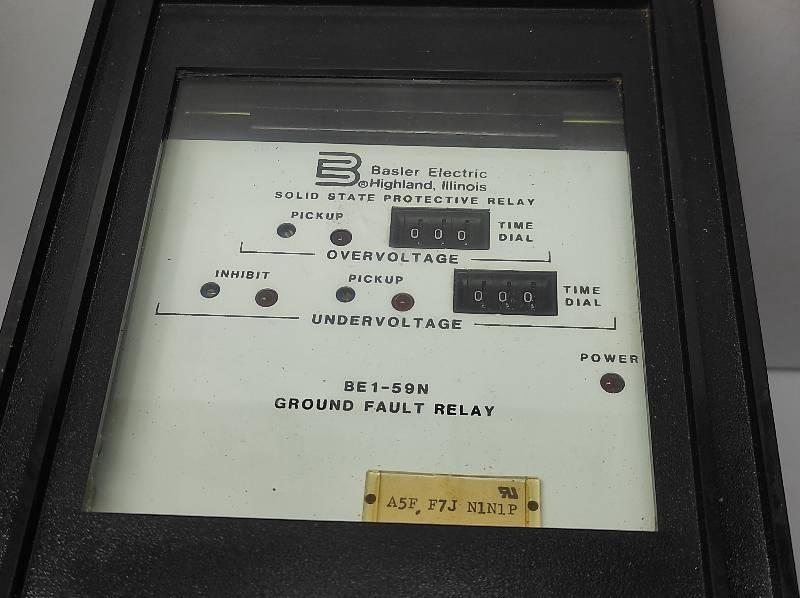 Basler Electric
®Highland, Illinois
SOLID STATE PROTECTIVE RELAY
PICKUP
000
TIME
DIAL
OVERVOLTAGE
INHIBIT
PICKUP
000
TIME
DIAL
UNDERVOLTAGE
POWER
BE1-59N
GROUND FAULT RELAY
A5F F7J N1N1P